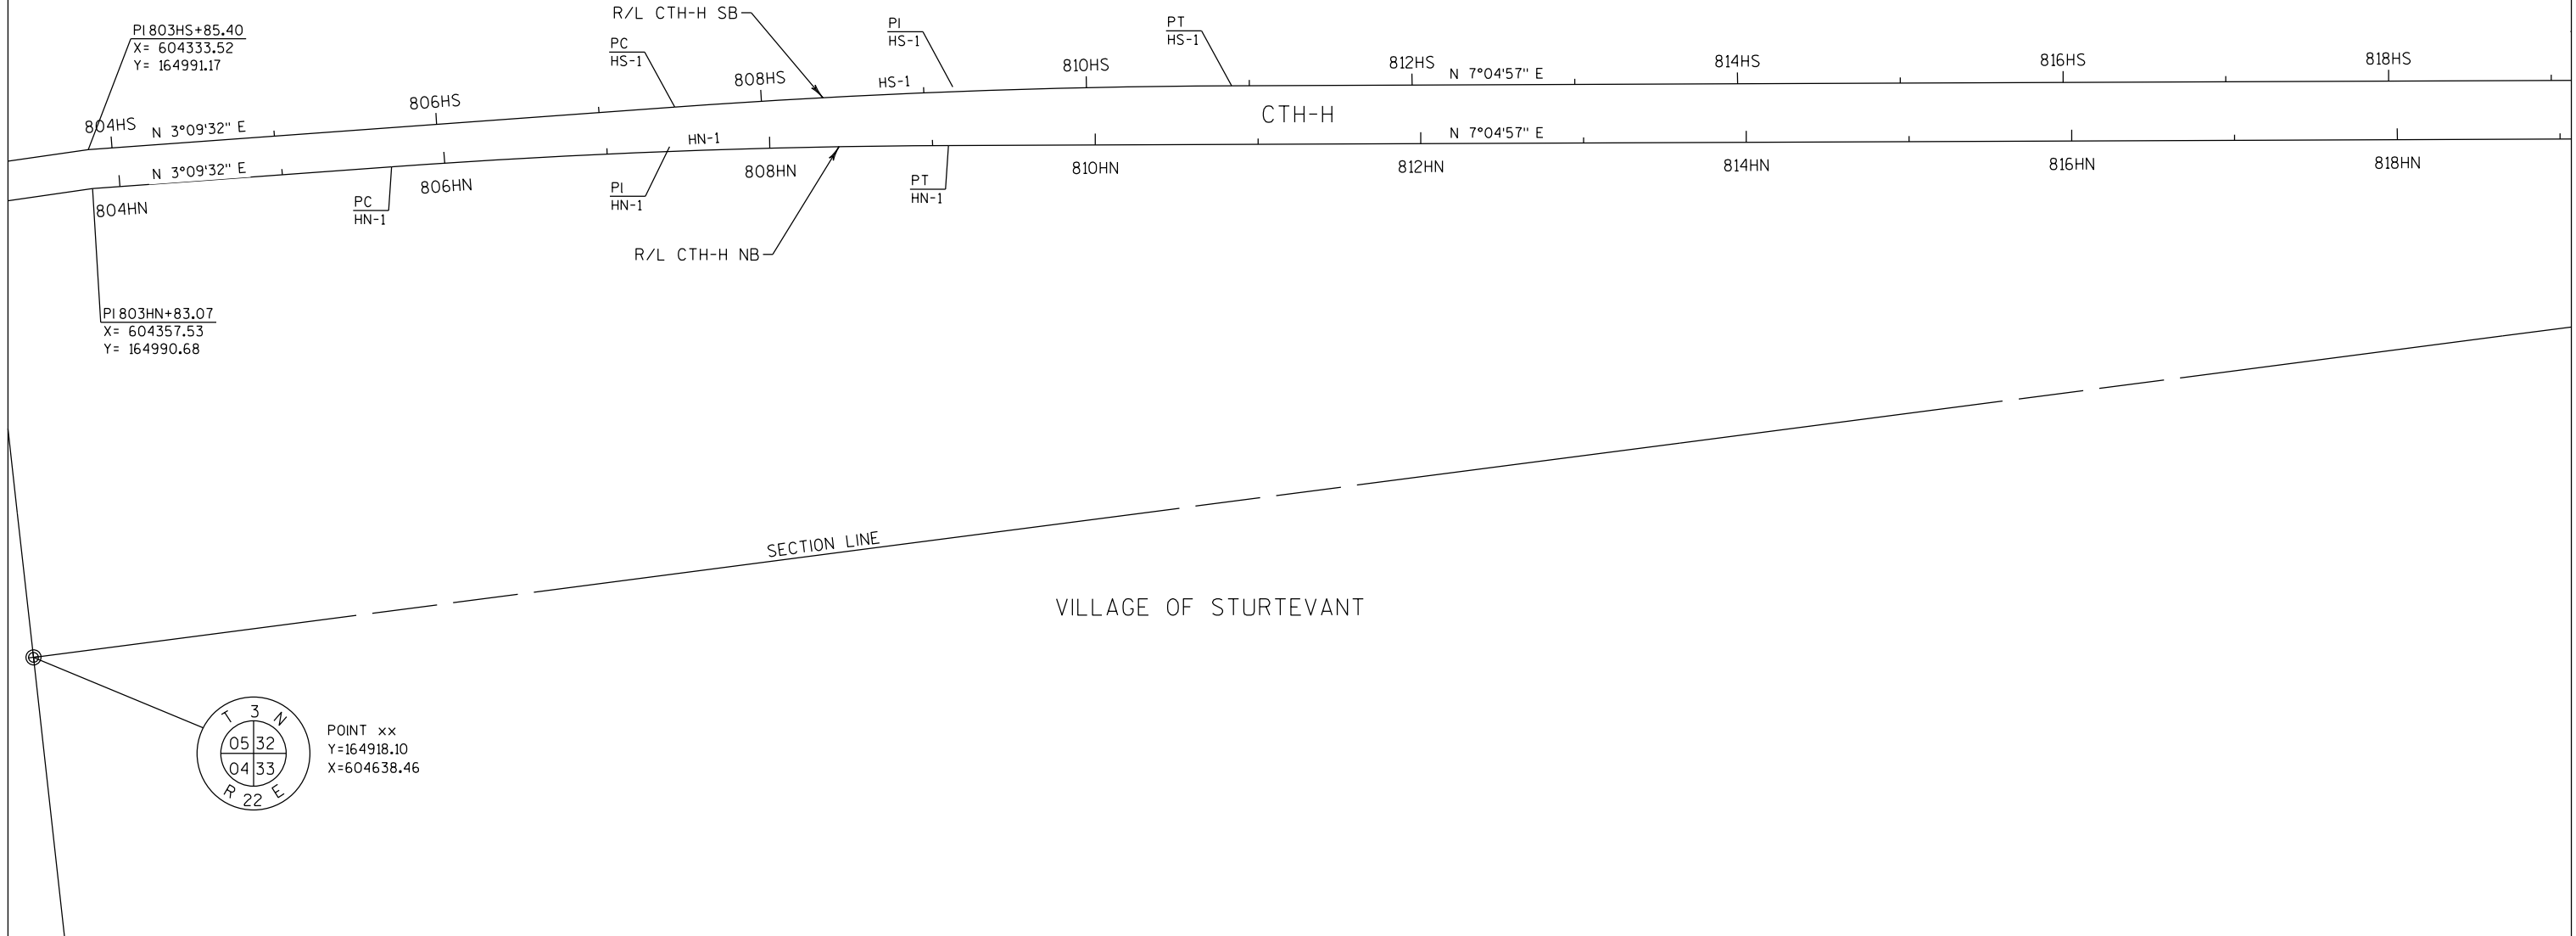 R/L CTH-H SB
PI 803HS+85.40
X= 604333.52
Y= 164991.17
PC
HS-1
PI
HS-1
PT
HS-1
804HS
806HS
808HS
810HS
812HS
814HS
816HS
818HS
N 3°09'32" E
HS-1
N 7°04'57" E
CTH-H
N 3°09'32" E
HN-1
N 7°04'57" E
804HN
806HN
808HN
810HN
812HN
814HN
816HN
818HN
PC
HN-1
PI
HN-1
PT
HN-1
R/L CTH-H NB
PI 803HN+83.07
X= 604357.53
Y= 164990.68
SECTION LINE
VILLAGE OF STURTEVANT
T 3 N
05 32
04 33
R 22 E
POINT xx
Y=164918.10
X=604638.46